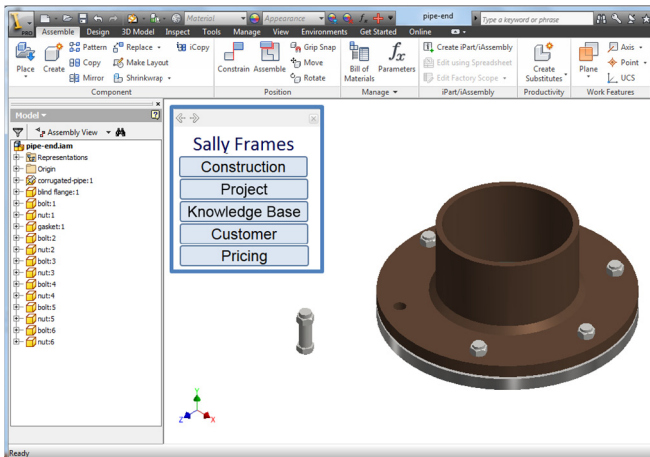 PRO
Material
Appearance
pipe-end
Type a keyword or phrase
Assemble Design 3D Model Inspect Tools Manage View Environments Get Started Online
Place
Create
Pattern
Copy
Mirror
Replace
Make Layout
Shrinkwrap
iCopy
Component
Constrain
Assemble
Grip Snap
Move
Rotate
Position
Bill of
Materials
fx
Parameters
Manage
Create iPart/iAssembly
Edit using Spreadsheet
Edit Factory Scope
iPart/iAssembly
Create
Substitutes
Productivity
Plane
Axis
Point
UCS
Work Features
Model
Assembly View
pipe-end.iam
Representations
Origin
corrugated-pipe:1
blind flange:1
bolt:1
nut:1
gasket:1
bolt:2
nut:2
bolt:3
nut:3
bolt:4
nut:4
bolt:5
nut:5
bolt:6
nut:6
Sally Frames
Construction
Project
Knowledge Base
Customer
Pricing
Y
Z
X
Ready